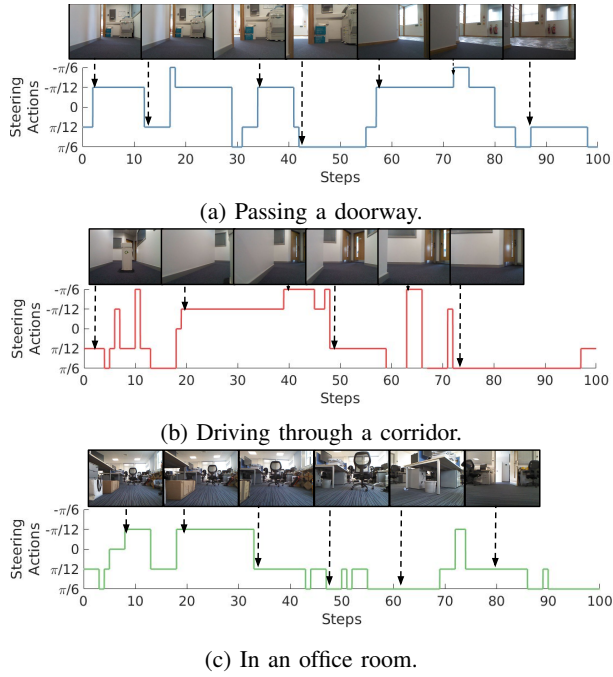 Steering
Actions
-π/6
-π/12
0
π/12
π/6
0 10 20 30 40 50 60 70 80 90 100
Steps
(a) Passing a doorway.
Steering
Actions
-π/6
-π/12
0
π/12
π/6
0 10 20 30 40 50 60 70 80 90 100
Steps
(b) Driving through a corridor.
Steering
Actions
-π/6
-π/12
0
π/12
π/6
0 10 20 30 40 50 60 70 80 90 100
Steps
(c) In an office room.